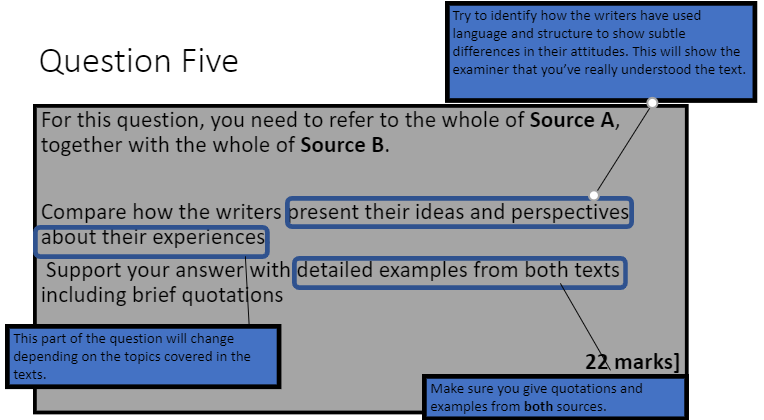 Try to identify how the writers have used
language and structure to show subtle
differences in their attitudes. This will show the
examiner that you've really understood the text.
Question Five
For this question, you need to refer to the whole of Source A,
together with the whole of Source B.
Compare how the writers present their ideas and perspectives
about their experiences
Support your answer with detailed examples from both texts
including brief quotations
This part of the question will change
depending on the topics covered in the
texts.
22 marks]
Make sure you give quotations and
examples from both sources.